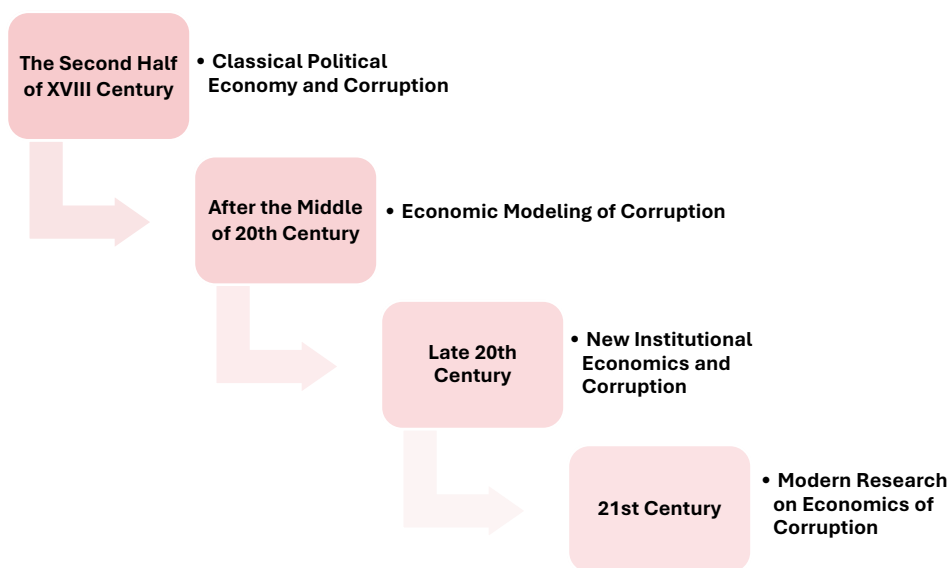 The Second Half
of XVIII Century
• Classical Political
Economy and Corruption
After the Middle
of 20th Century
• Economic Modeling of Corruption
Late 20th
Century
• New Institutional
Economics and
Corruption
21st Century
• Modern Research
on Economics of
Corruption